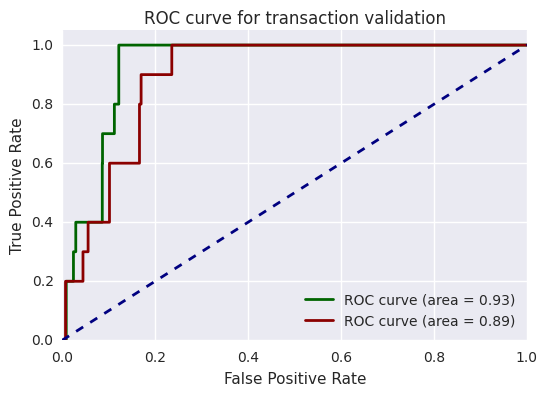 ROC curve for transaction validation
1.0
0.8
0.6
0.4
0.2
0.0
True Positive Rate
ROC curve (area = 0.93)
ROC curve (area = 0.89)
0.0 0.2 0.4 0.6 0.8 1.0
False Positive Rate